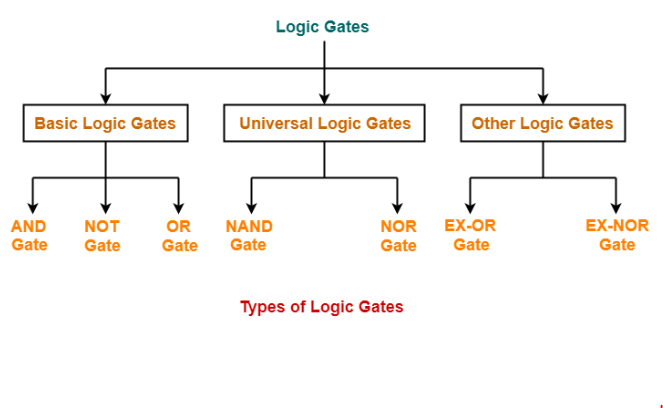 Logic Gates
Basic Logic Gates
Universal Logic Gates
Other Logic Gates
AND
Gate
NOT
Gate
OR
Gate
NAND
Gate
NOR
Gate
EX-OR
Gate
EX-NOR
Gate
Types of Logic Gates